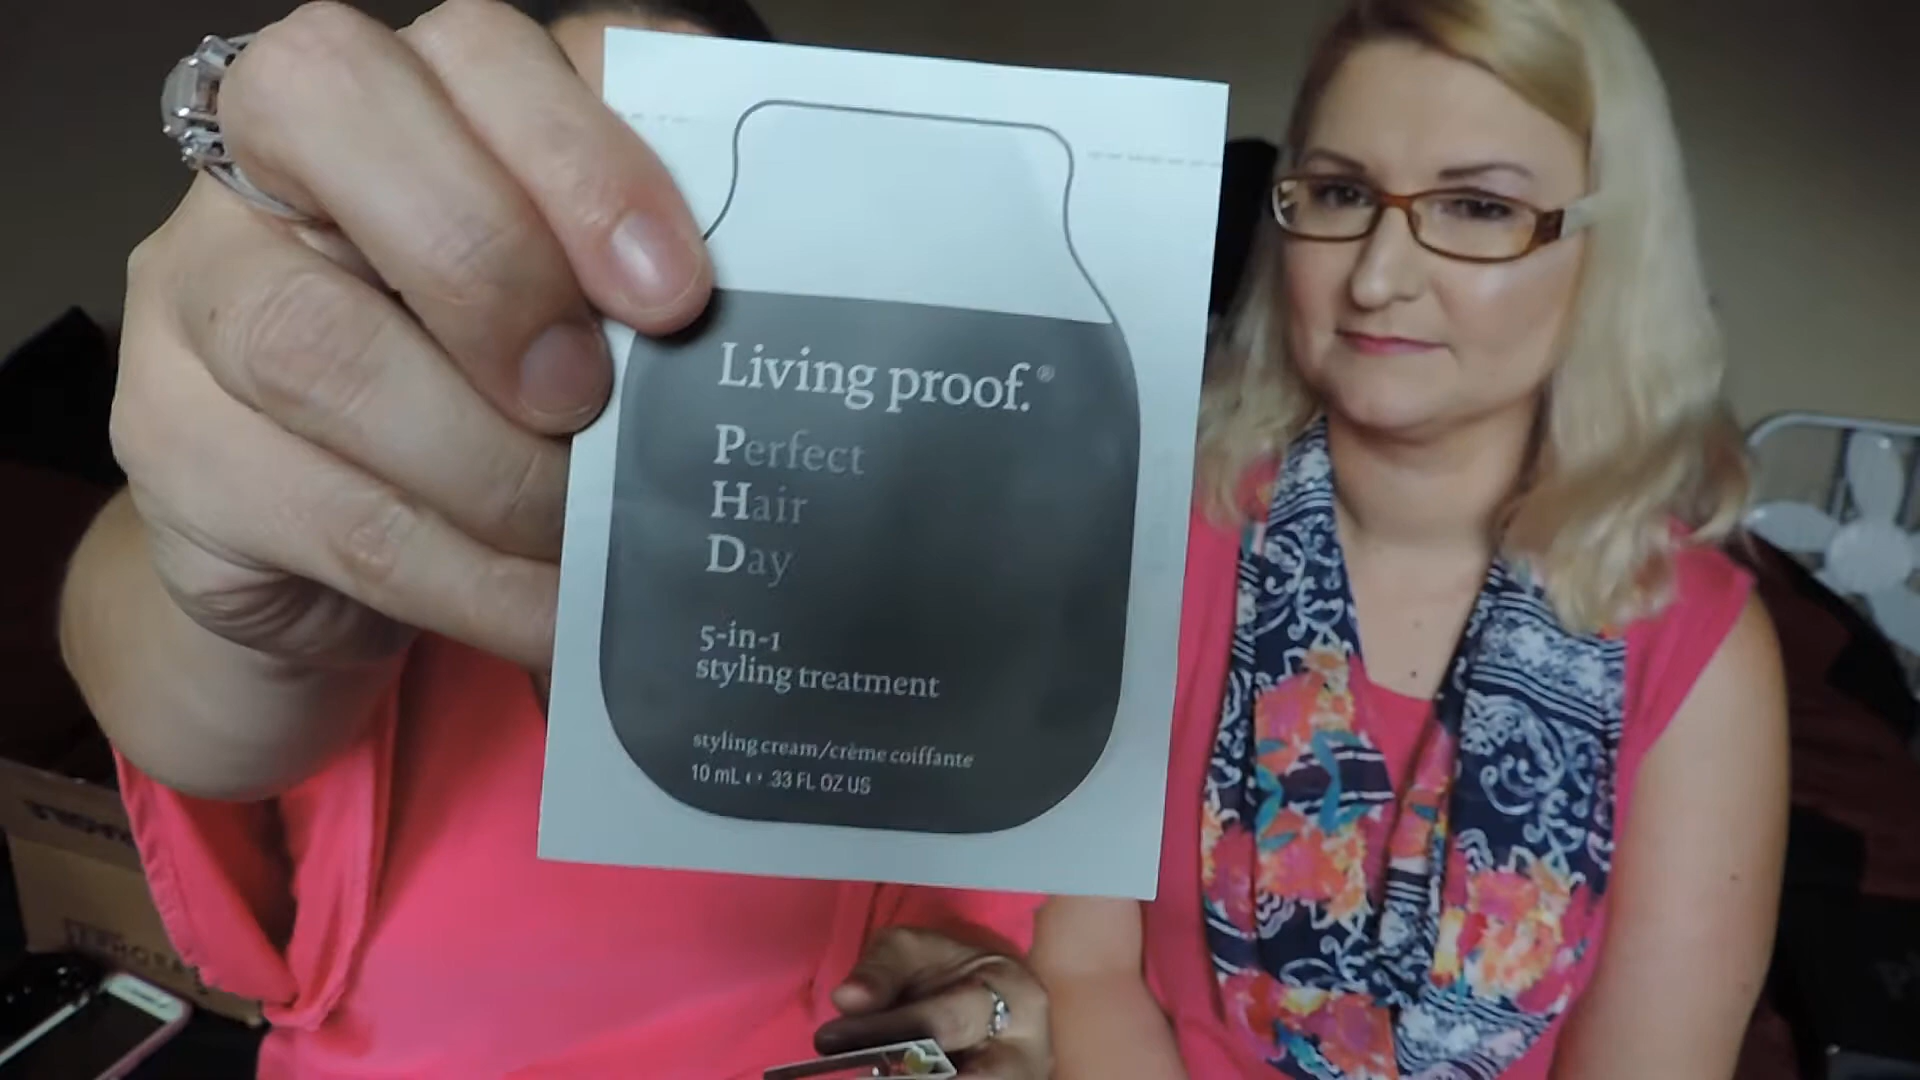 Living proof.®
Perfect
Hair
Day
5-in-1
styling treatment
styling cream/crème coiffante
10 mL e .33 FL OZ US
SEPHORA